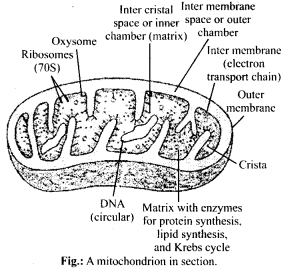 Inter cristal
space or inner
chamber (matrix)
Inter membrane
space or outer
chamber
Oxysome
Ribosomes
(70S)
Inter membrane
(electron
transport chain)
Outer
membrane
Crista
DNA
(circular)
Matrix with enzymes
for protein synthesis,
lipid synthesis,
and Krebs cycle
Fig.: A mitochondrion in section.